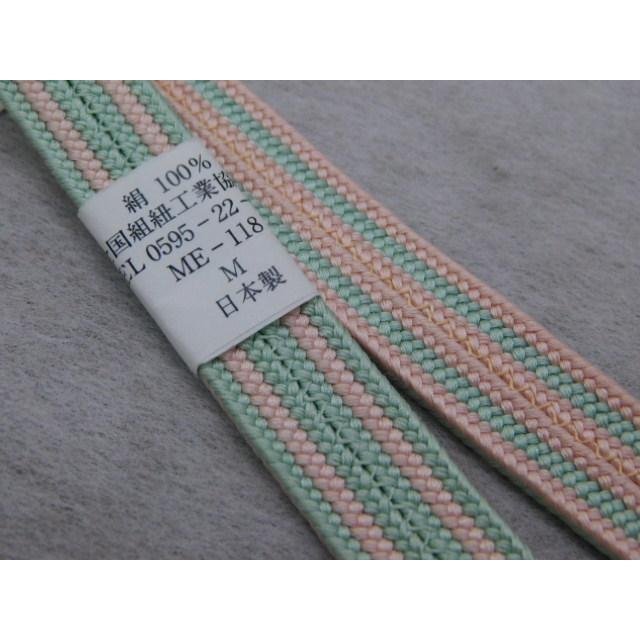 絹 100%
国組紐工業協
EL 0595-22-
ME-118
M
日本製